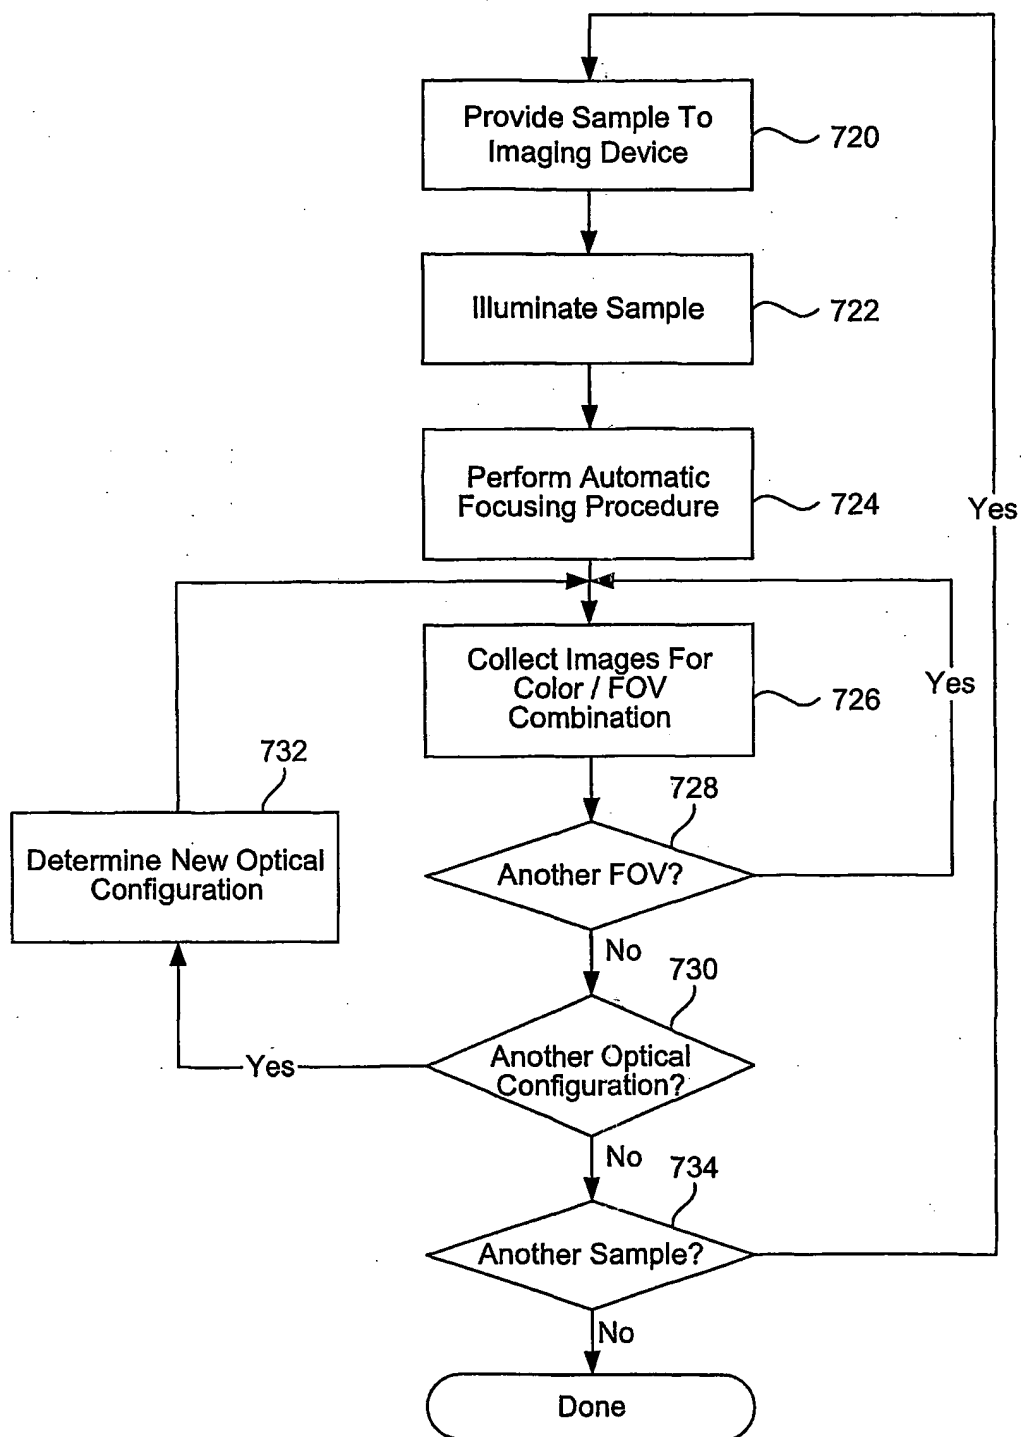 Provide Sample To
Imaging Device
720
Illuminate Sample
722
Perform Automatic
Focusing Procedure
724
Yes
Collect Images For
Color / FOV
Combination
726
Yes
732
Determine New Optical
Configuration
728
Another FOV?
No
730
Another Optical
Configuration?
Yes
No
734
Another Sample?
No
Done